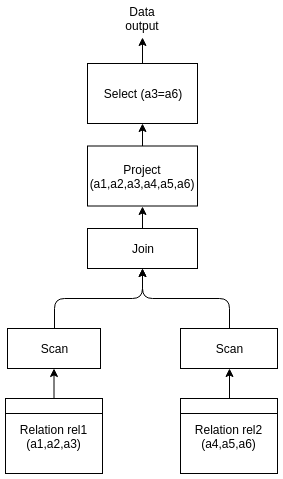 Data
output
Select (a3=a6)
Project
(a1,a2,a3,a4,a5,a6)
Join
Scan
Scan
Relation rel1
(a1,a2,a3)
Relation rel2
(a4,a5,a6)